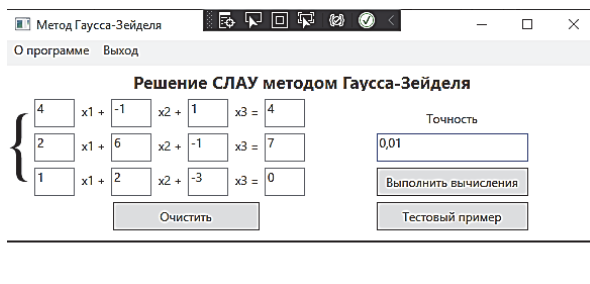 Метод Гаусса-Зейделя
О программе Выход
Решение СЛАУ методом Гаусса-Зейделя
4 x1 + -1 x2 + 1 x3 = 4
2 x1 + 6 x2 + -1 x3 = 7
1 x1 + 2 x2 + -3 x3 = 0
Точность
0,01
Выполнить вычисления
Очистить
Тестовый пример